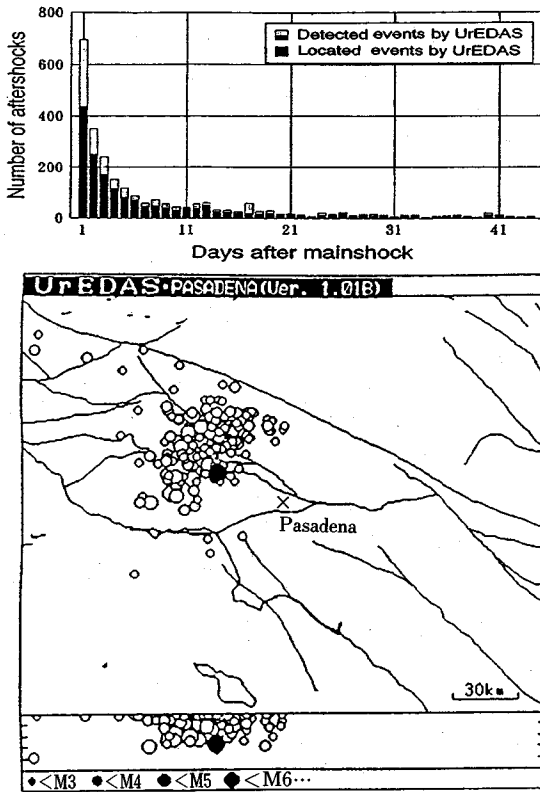 800
600
400
200
0
Number of aftershocks
Detected events by UrEDAS
Located events by UrEDAS
1 11 21 31 41
Days after mainshock
UrEDAS·PASADENA(Ver. 1.01B)
Pasadena
30km
<M3 <M4 <M5 <M6···